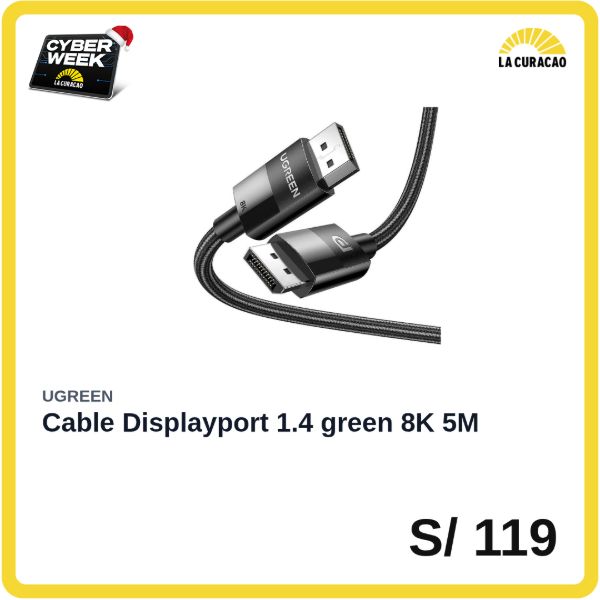 CYBER
WEEK
LA CURACAO
LA CURACAO
UGREEN
8K
UGREEN
Cable Displayport 1.4 green 8K 5M
S/ 119